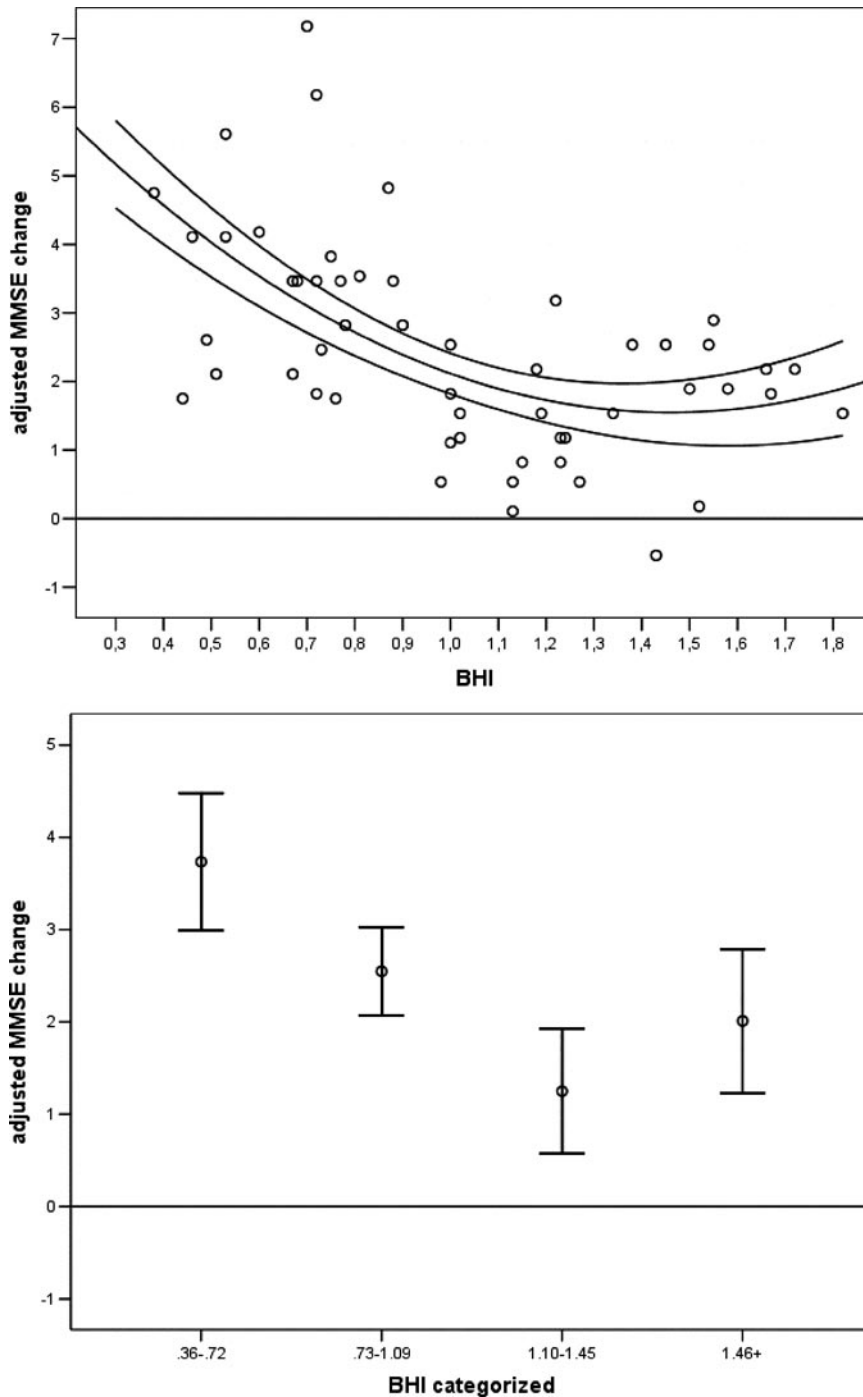 7
6
5
4
3
2
1
0
-1
adjusted MMSE change
0,3 0,4 0,5 0,6 0,7 0,8 0,9 1,0 1,1 1,2 1,3 1,4 1,5 1,6 1,7 1,8
BHI
5
4
3
2
1
0
-1
adjusted MMSE change
.36-.72 .73-1.09 1.10-1.45 1.46+
BHI categorized